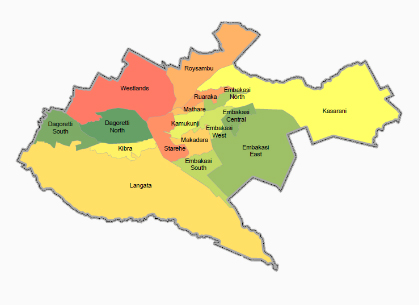 Roysambu
Westlands
Ruaraka
Embakasi
North
Mathare
Kasarani
Embakasi
Central
Kamukunji
Dagoretti
North
Dagoretti
South
Embakasi
West
Makadara
Kibra
Starehe
Embakasi
East
Embakasi
South
Langata